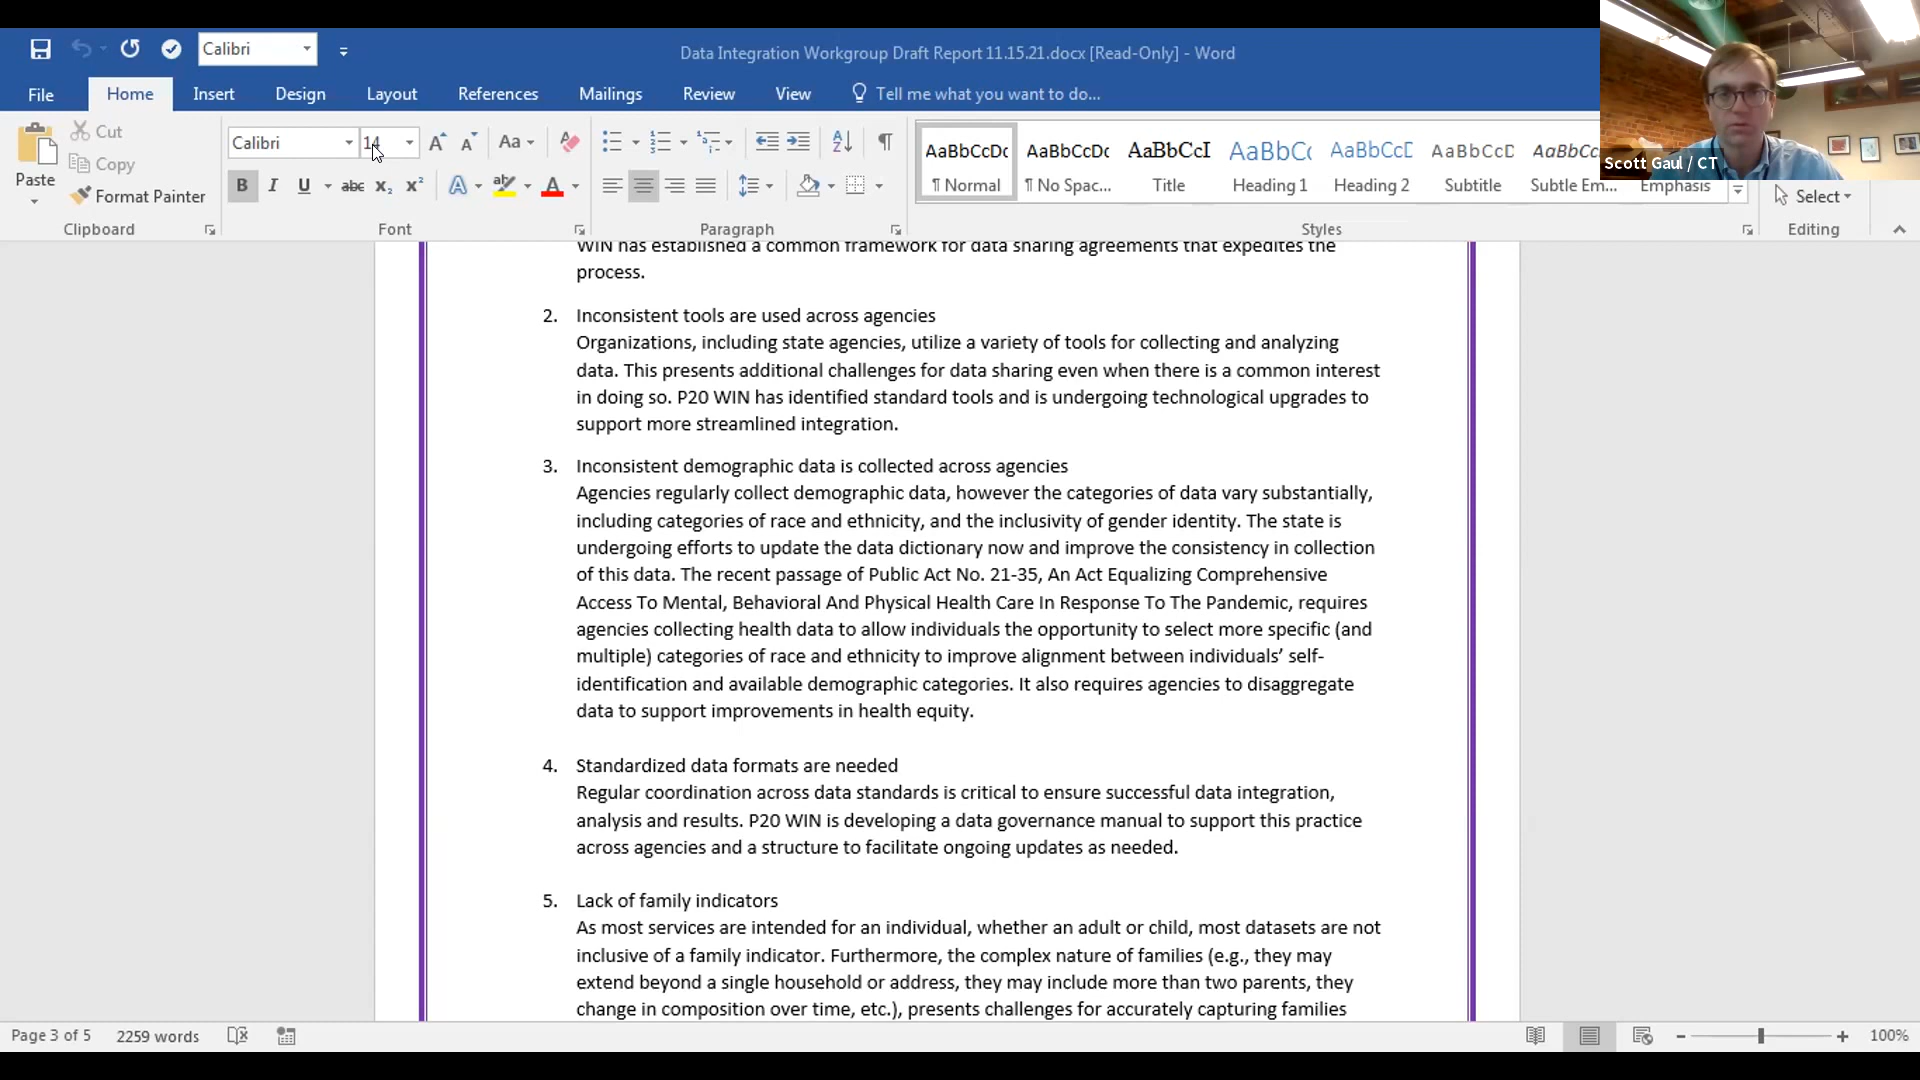 Calibri
Data Integration Workgroup Draft Report 11.15.21.docx [Read-Only] - Word
File Home Insert Design Layout References Mailings Review View Tell me what you want to do...
Scott Gaul / CT
Cut
Copy
Format Painter
Paste
Clipboard
Calibri 14
Aa
B I U abc X₂ X² A ab A
Font
Paragraph
AaBbCcDc AaBbCcDc AaBbCcI AaBbCc AaBbCcD AaBbCcD AaBbCc
¶ Normal ¶ No Spac... Title Heading 1 Heading 2 Subtitle Subtle Em... Emphasis
Styles
Select
Editing
WIN has established a common framework for data sharing agreements that expedites the
process.
2. Inconsistent tools are used across agencies
Organizations, including state agencies, utilize a variety of tools for collecting and analyzing
data. This presents additional challenges for data sharing even when there is a common interest
in doing so. P20 WIN has identified standard tools and is undergoing technological upgrades to
support more streamlined integration.
3. Inconsistent demographic data is collected across agencies
Agencies regularly collect demographic data, however the categories of data vary substantially,
including categories of race and ethnicity, and the inclusivity of gender identity. The state is
undergoing efforts to update the data dictionary now and improve the consistency in collection
of this data. The recent passage of Public Act No. 21-35, An Act Equalizing Comprehensive
Access To Mental, Behavioral And Physical Health Care In Response To The Pandemic, requires
agencies collecting health data to allow individuals the opportunity to select more specific (and
multiple) categories of race and ethnicity to improve alignment between individuals’ self-
identification and available demographic categories. It also requires agencies to disaggregate
data to support improvements in health equity.
4. Standardized data formats are needed
Regular coordination across data standards is critical to ensure successful data integration,
analysis and results. P20 WIN is developing a data governance manual to support this practice
across agencies and a structure to facilitate ongoing updates as needed.
5. Lack of family indicators
As most services are intended for an individual, whether an adult or child, most datasets are not
inclusive of a family indicator. Furthermore, the complex nature of families (e.g., they may
extend beyond a single household or address, they may include more than two parents, they
change in composition over time, etc.), presents challenges for accurately capturing families
Page 3 of 5 2259 words 100%